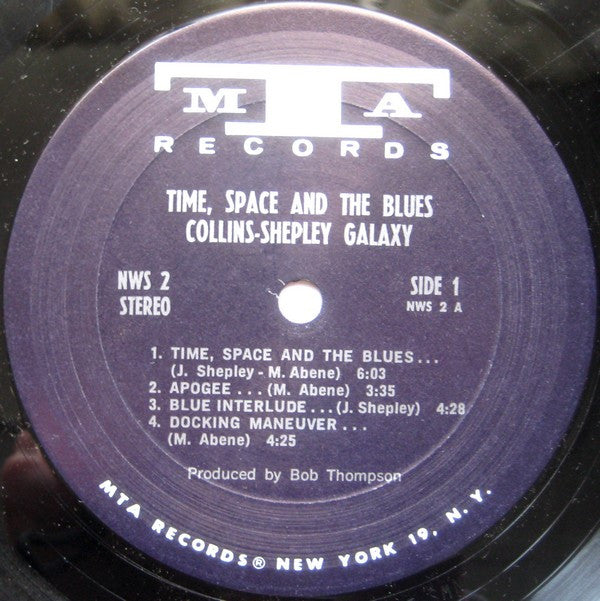 MTA
RECORDS
TIME, SPACE AND THE BLUES
COLLINS-SHEPLEY GALAXY
NWS 2
STEREO
SIDE 1
NWS 2 A
1. TIME, SPACE AND THE BLUES...
(J. Shepley - M. Abene) 6:03
2. APOGEE...(M. Abene) 3:35
3. BLUE INTERLUDE...(J. Shepley) 4:28
4. DOCKING MANEUVER...
(M. Abene) 4:25
Produced by Bob Thompson
MTA RECORDS® NEW YORK 19, N. Y.